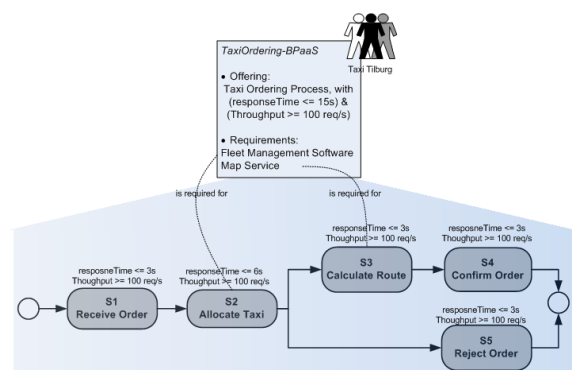 TaxiOrdering-BPaaS
Taxi Tilburg
• Offering:
Taxi Ordering Process, with
(responseTime <= 15s) &
(Throughput >= 100 req/s)
• Requirements:
Fleet Management Software
Map Service
is required for
is required for
responseTime <= 3s
Thoughput >= 100 req/s
S3
Calculate Route
responeTime <= 3s
Thoughput >= 100 req/s
S4
Confirm Order
resposneTime <= 3s
Thoughput >= 100 req/s
S1
Receive Order
responseTime <= 6s
Thoughput >= 100 req/s
S2
Allocate Taxi
responeTime <= 3s
Thoughput >= 100 req/s
S5
Reject Order